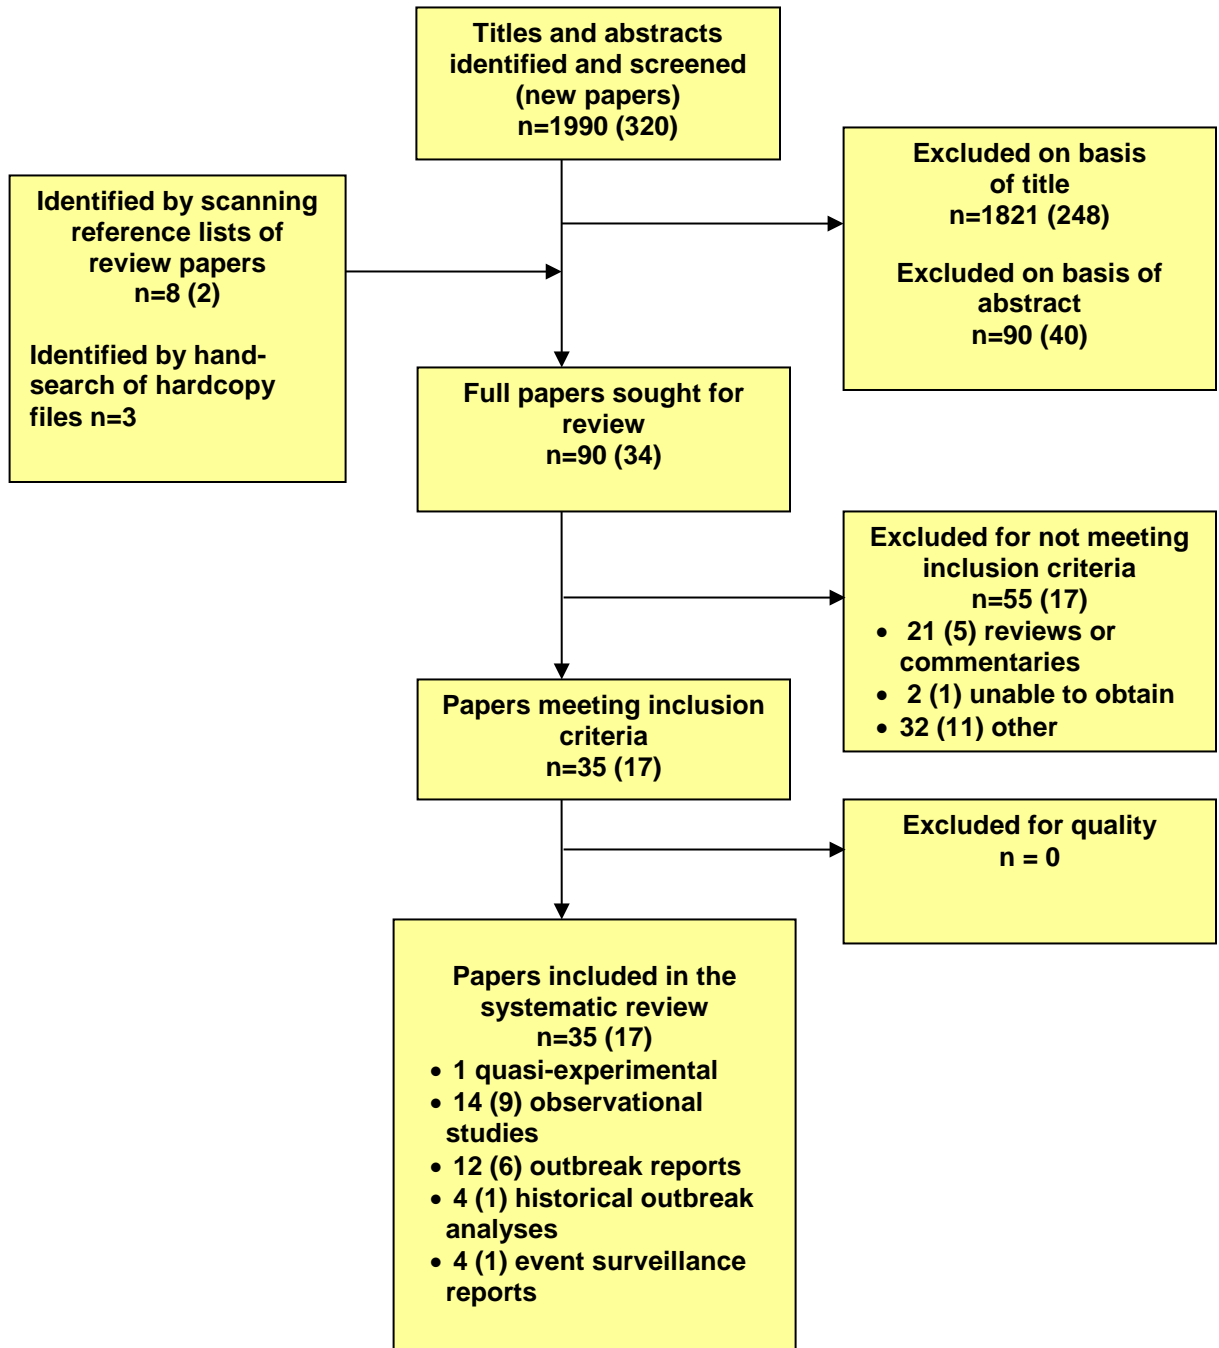 Titles and abstracts
identified and screened
(new papers)
n=1990 (320)
Excluded on basis
of title
n=1821 (248)
Excluded on basis of
abstract
n=90 (40)
Identified by scanning
reference lists of
review papers
n=8 (2)
Identified by hand-
search of hardcopy
files n=3
Full papers sought for
review
n=90 (34)
Excluded for not meeting
inclusion criteria
n=55 (17)
• 21 (5) reviews or
commentaries
• 2 (1) unable to obtain
• 32 (11) other
Papers meeting inclusion
criteria
n=35 (17)
Excluded for quality
n = 0
Papers included in the
systematic review
n=35 (17)
• 1 quasi-experimental
• 14 (9) observational
studies
• 12 (6) outbreak reports
• 4 (1) historical outbreak
analyses
• 4 (1) event surveillance
reports